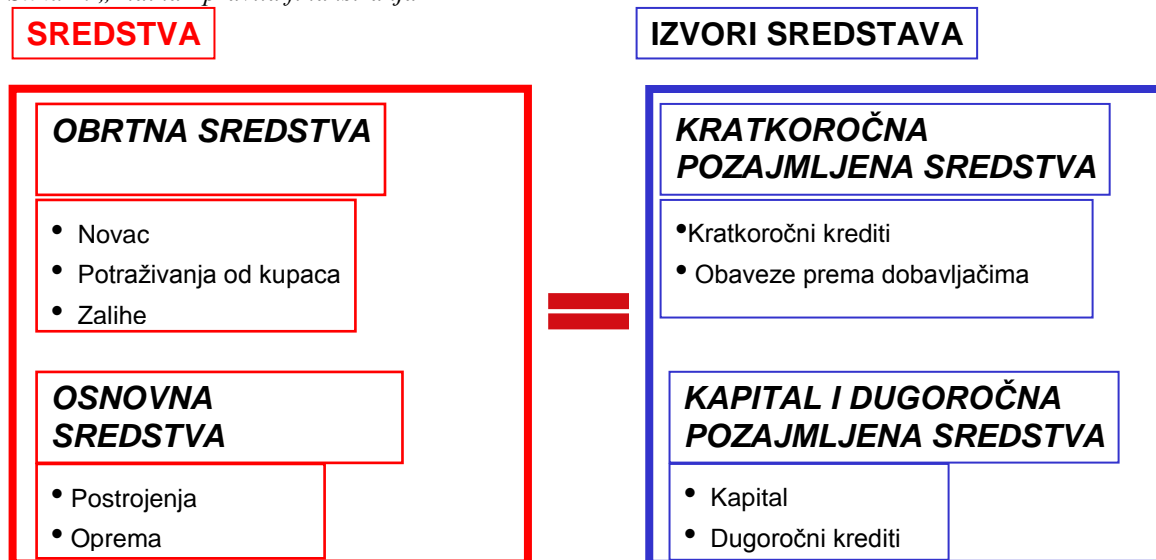 SREDSTVA
IZVORI SREDSTAVA
OBRTNA SREDSTVA
• Novac
• Potraživanja od kupaca
• Zalihe
OSNOVNA
SREDSTVA
• Postrojenja
• Oprema
KRATKOROČNA
POZAJMLJENA SREDSTVA
•Kratkoročni krediti
• Obaveze prema dobavljačima
KAPITAL I DUGOROČNA
POZAJMLJENA SREDSTVA
• Kapital
• Dugoročni krediti